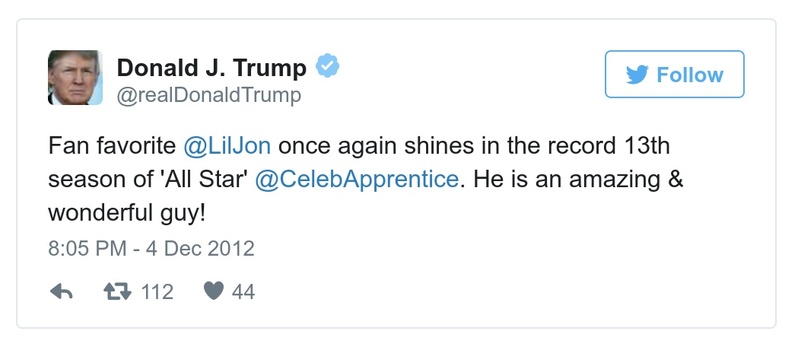 Donald J. Trump
@realDonaldTrump
Follow
Fan favorite @LilJon once again shines in the record 13th
season of 'All Star' @CelebApprentice. He is an amazing &
wonderful guy!
8:05 PM - 4 Dec 2012
112 44